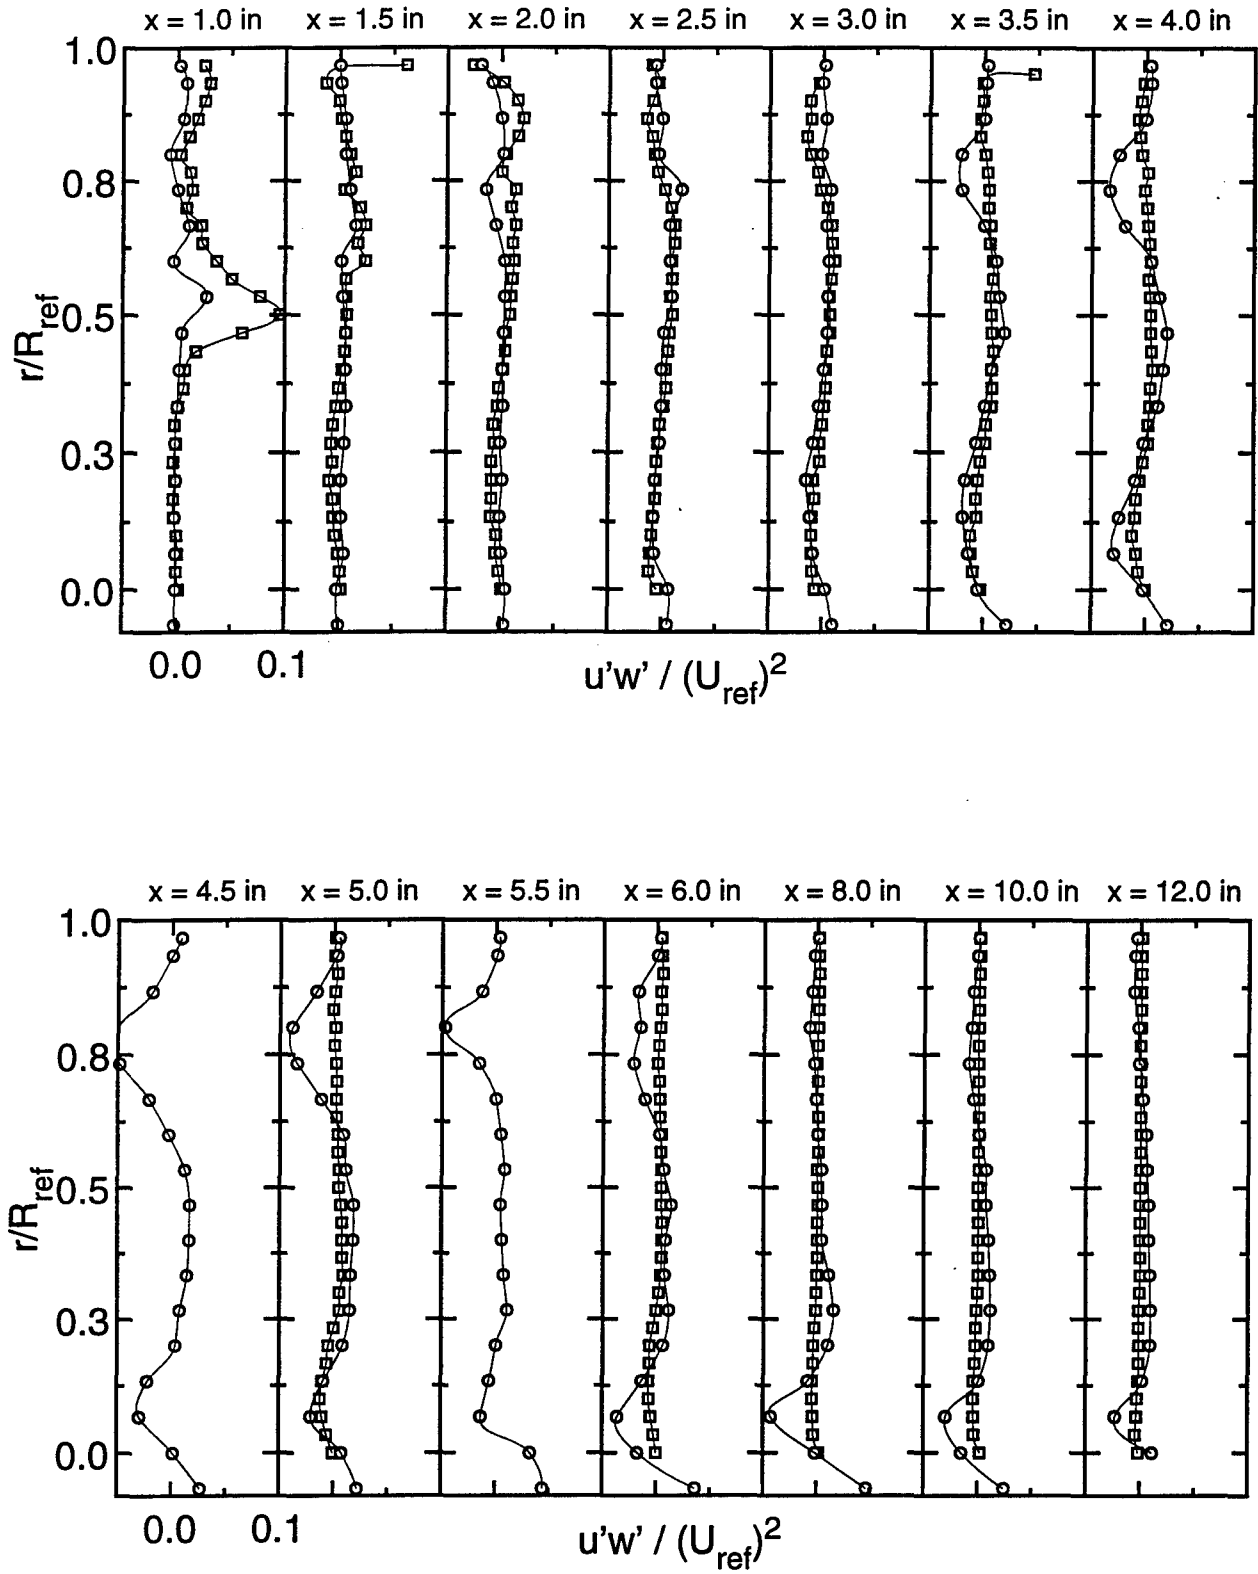 x = 1.0 in x = 1.5 in x = 2.0 in x = 2.5 in x = 3.0 in x = 3.5 in x = 4.0 in
1.0
0.8
0.5
0.3
0.0
r/R_ref
0.0 0.1
u'w' / (U_ref)^2
x = 4.5 in x = 5.0 in x = 5.5 in x = 6.0 in x = 8.0 in x = 10.0 in x = 12.0 in
1.0
0.8
0.5
0.3
0.0
r/R_ref
0.0 0.1
u'w' / (U_ref)^2